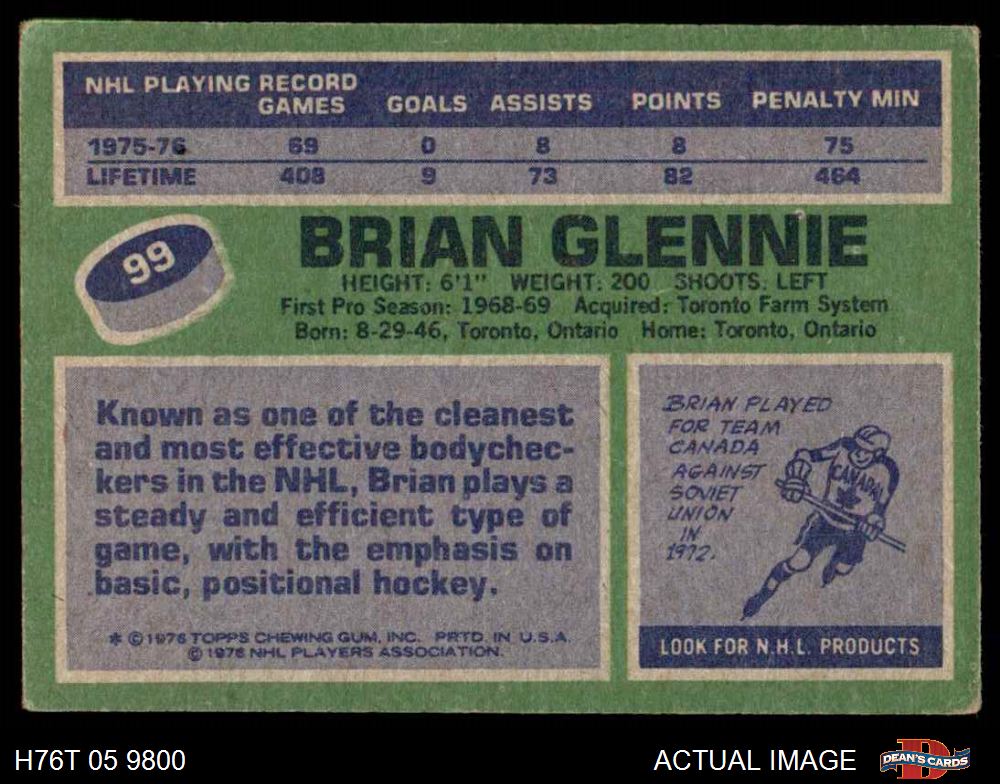 NHL PLAYING RECORD
GAMES GOALS ASSISTS POINTS PENALTY MIN
1975-76 69 0 8 8 75
LIFETIME 408 9 73 82 464
99
BRIAN GLENNIE
HEIGHT: 6'1" WEIGHT: 200 SHOOTS: LEFT
First Pro Season: 1968-69 Acquired: Toronto Farm System
Born: 8-29-46, Toronto, Ontario Home: Toronto, Ontario
Known as one of the cleanest
and most effective bodychec-
kers in the NHL, Brian plays a
steady and efficient type of
game, with the emphasis on
basic, positional hockey.
* © 1976 TOPPS CHEWING GUM, INC. PRTD. IN U.S.A.
© 1976 NHL PLAYERS ASSOCIATION.
BRIAN PLAYED
FOR TEAM
CANADA
AGAINST
SOVIET
UNION
IN
1972.
CANADA
LOOK FOR N.H.L. PRODUCTS
H76T 05 9800
ACTUAL IMAGE
D
DEAN'S CARDS